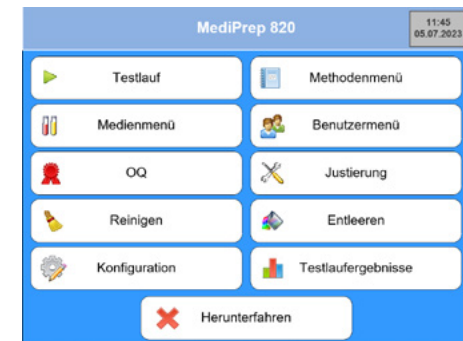 MediPrep 820
11:45
05.07.2023
Testlauf
Methodenmenü
Medienmenü
Benutzermenü
OQ
Justierung
Reinigen
Entleeren
Konfiguration
Testlaufergebnisse
Herunterfahren